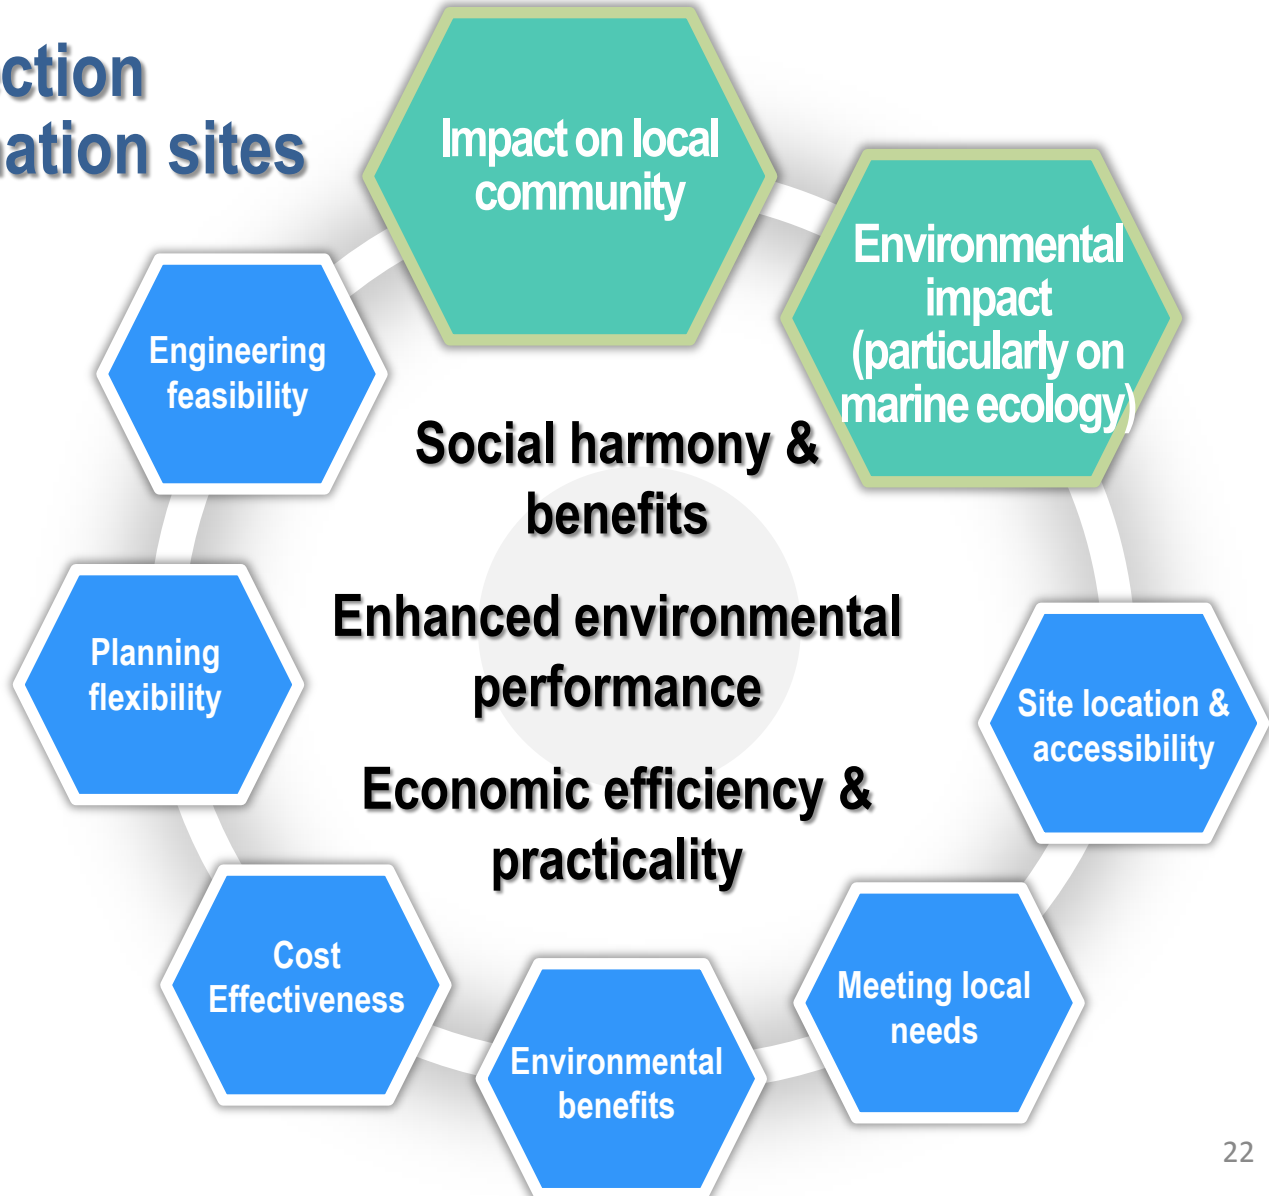 ction
nation sites
Impact on local
community
Environmental
impact
(particularly on
marine ecology)
Engineering
feasibility
Social harmony &
benefits
Enhanced environmental
performance
Economic efficiency &
practicality
Planning
flexibility
Site location &
accessibility
Cost
Effectiveness
Meeting local
needs
Environmental
benefits
22